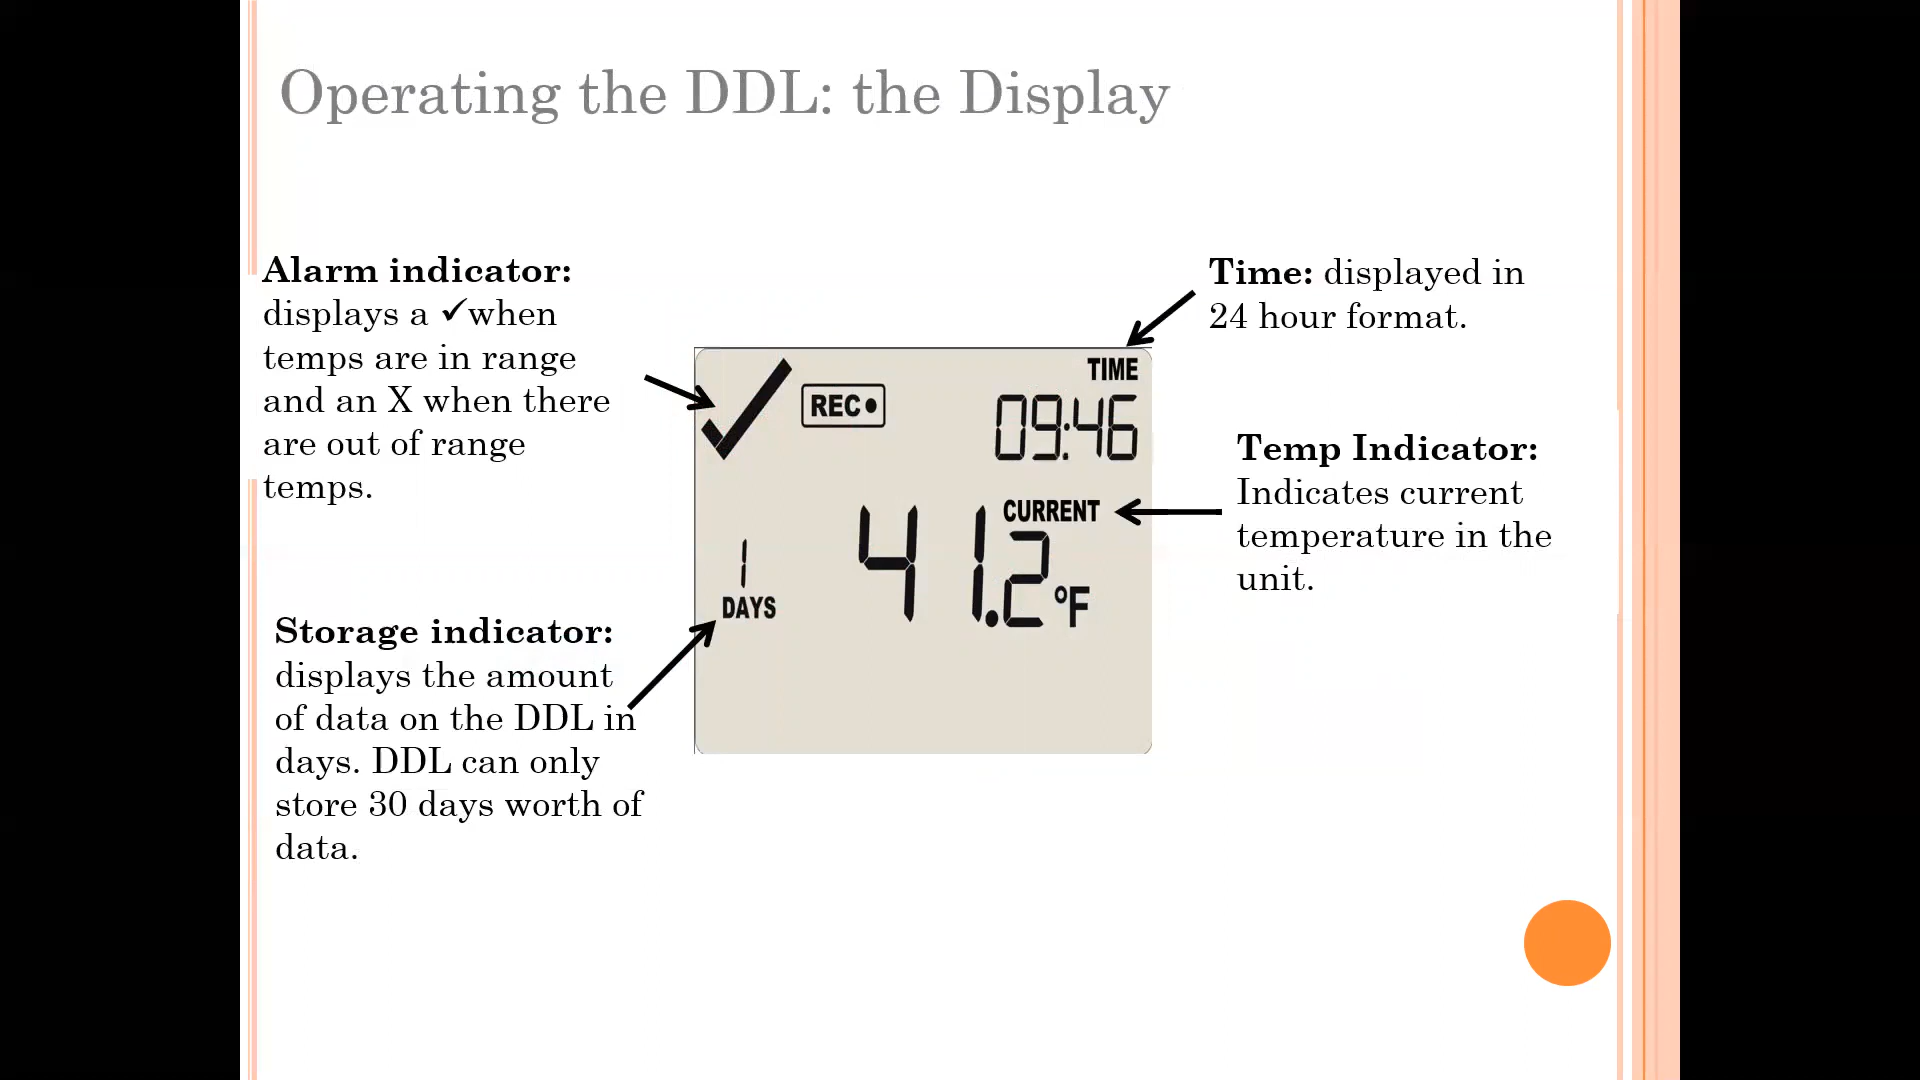 Operating the DDL: the Display
Alarm indicator:
displays a ✓when
temps are in range
and an X when there
are out of range
temps.
Storage indicator:
displays the amount
of data on the DDL in
days. DDL can only
store 30 days worth of
data.
REC
TIME
09:46
CURRENT
41.2 °F
1
DAYS
Time: displayed in
24 hour format.
Temp Indicator:
Indicates current
temperature in the
unit.